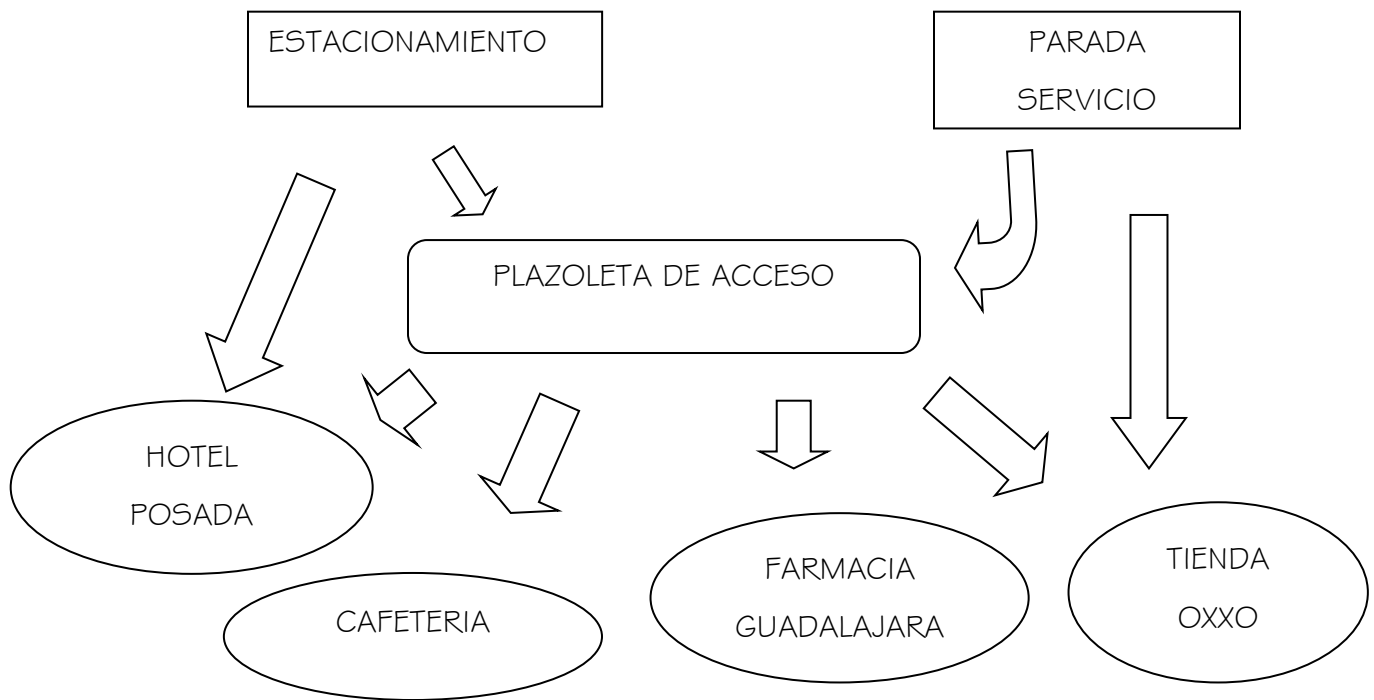 ESTACIONAMIENTO
PARADA
SERVICIO
PLAZOLETA DE ACCESO
HOTEL
POSADA
CAFETERIA
FARMACIA
GUADALAJARA
TIENDA
OXXO